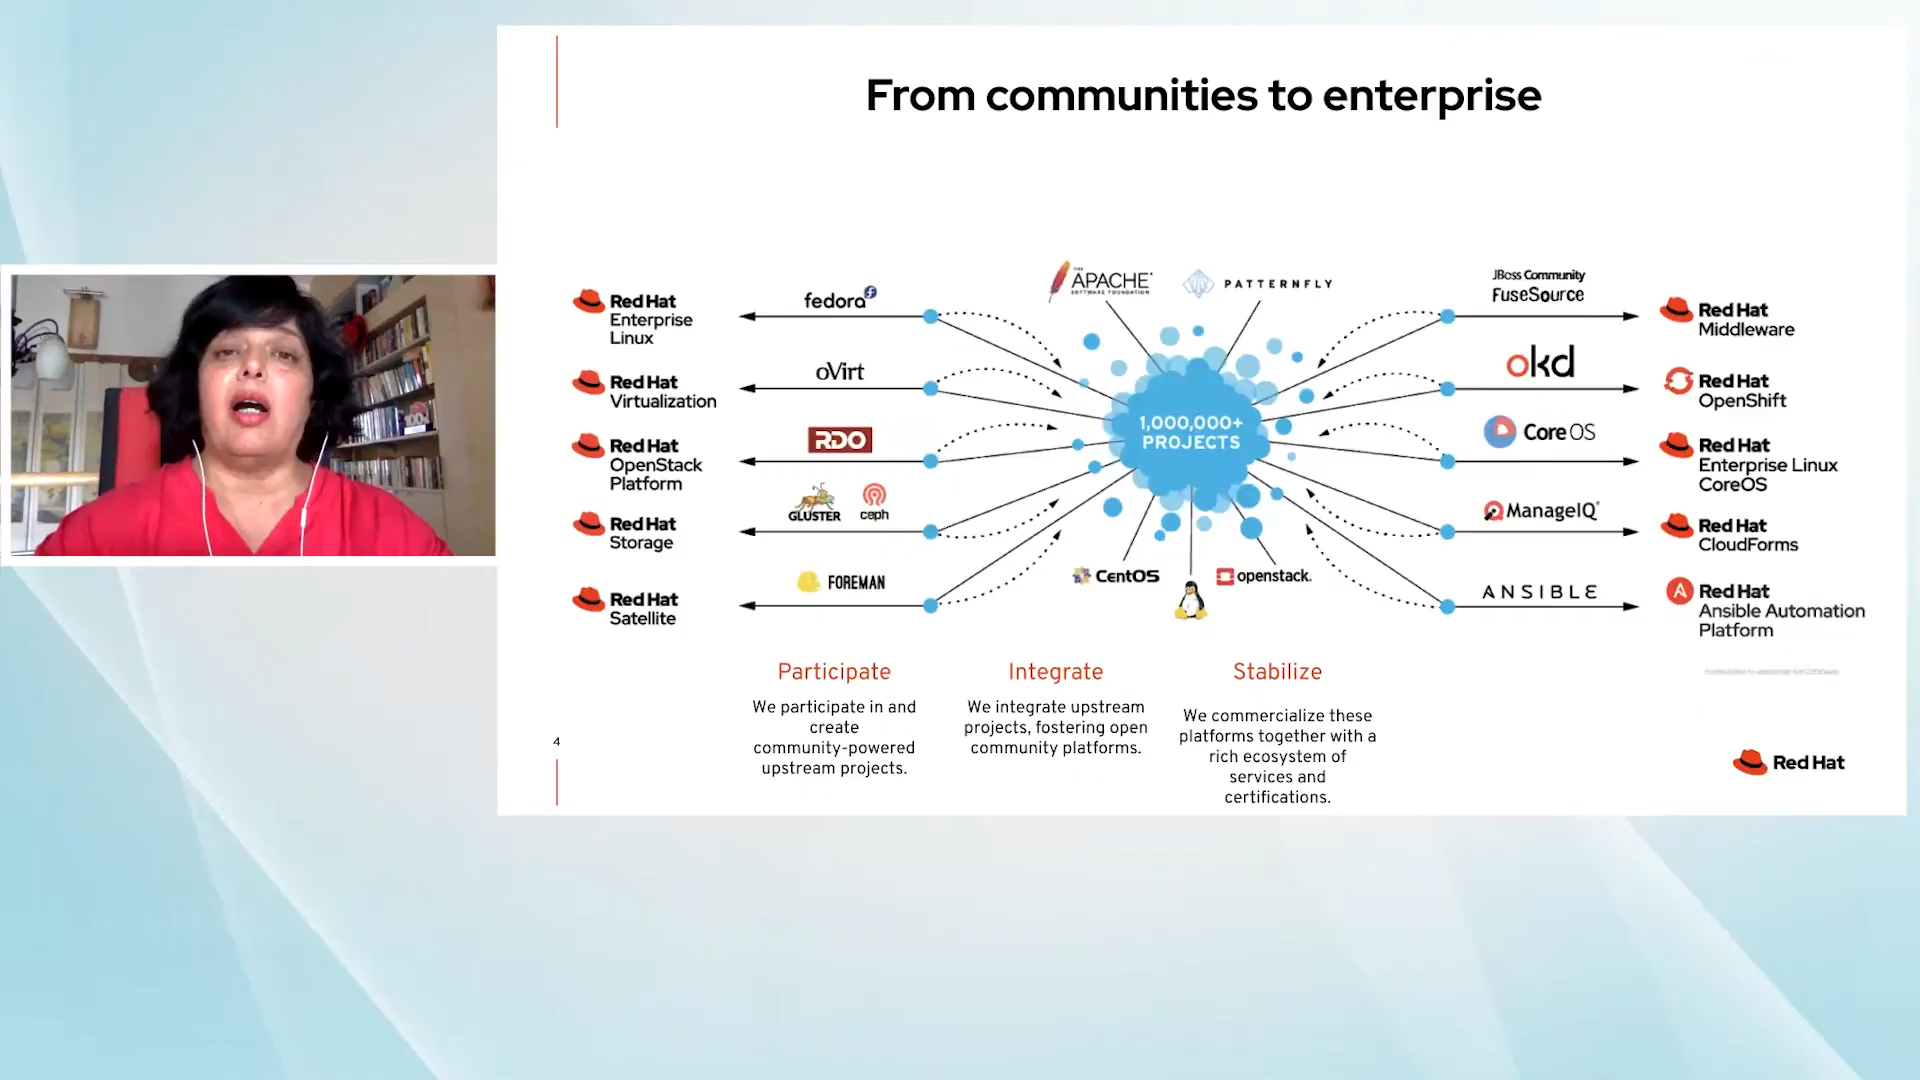 From communities to enterprise
Red Hat
Enterprise
Linux
Red Hat
Virtualization
Red Hat
OpenStack
Platform
Red Hat
Storage
Red Hat
Satellite
fedora
oVirt
RDO
GLUSTER ceph
FOREMAN
THE
APACHE
SOFTWARE FOUNDATION
PATTERNFLY
1,000,000+
PROJECTS
CentOS
openstack.
JBoss Community
FuseSource
okd
CoreOS
ManageIQ
ANSIBLE
Red Hat
Middleware
Red Hat
OpenShift
Red Hat
Enterprise Linux
CoreOS
Red Hat
CloudForms
Red Hat
Ansible Automation
Platform
Participate
We participate in and
create
community-powered
upstream projects.
Integrate
We integrate upstream
projects, fostering open
community platforms.
Stabilize
We commercialize these
platforms together with a
rich ecosystem of
services and
certifications.
4
Red Hat